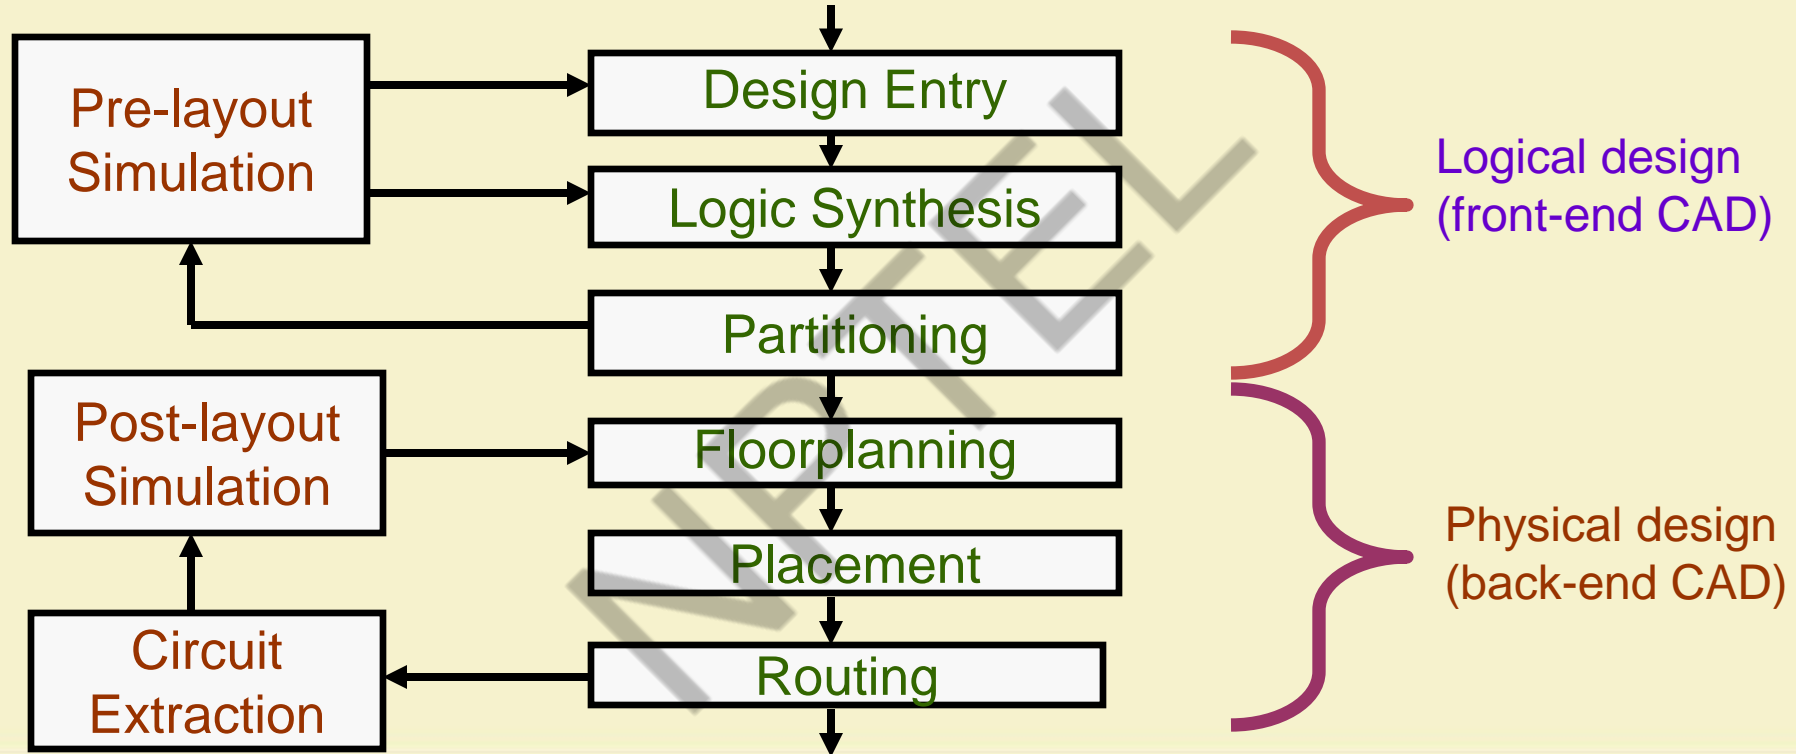 Pre-layout
Simulation
Design Entry
Logic Synthesis
Partitioning
Logical design
(front-end CAD)
Post-layout
Simulation
Floorplanning
Placement
Circuit
Extraction
Routing
Physical design
(back-end CAD)
NPTEL